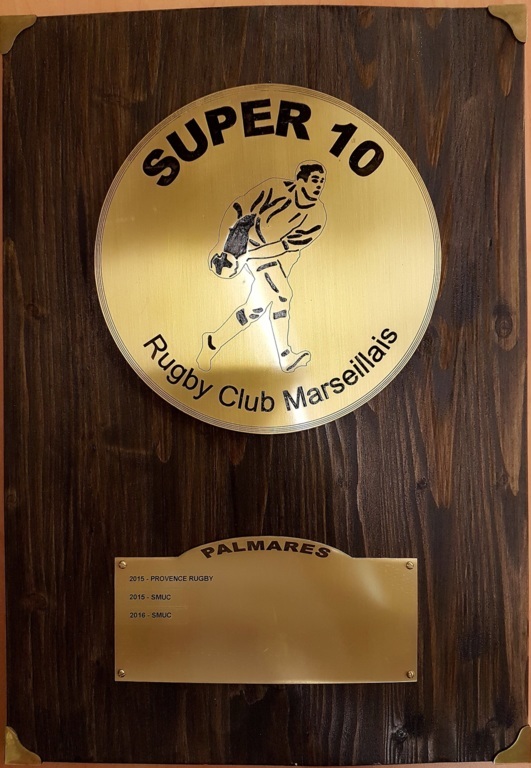 SUPER 10
Rugby Club Marseillais
PALMARES
2015 - PROVENCE RUGBY
2015 - SMUC
2016 - SMUC